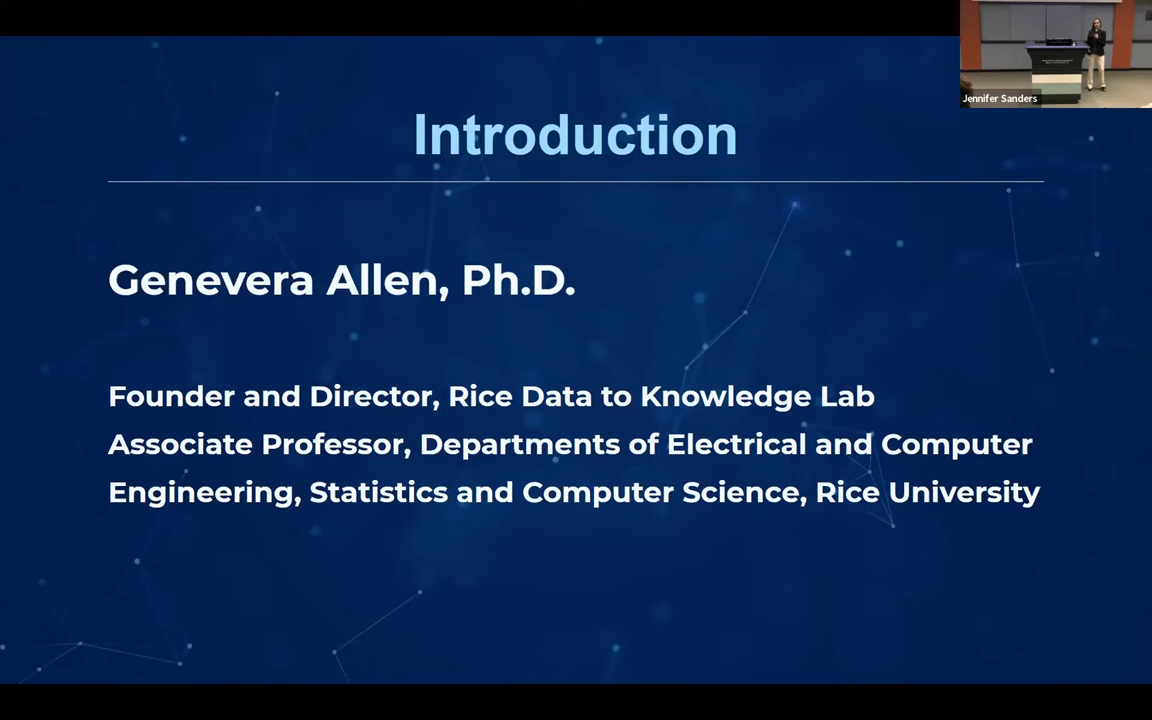 Jennifer Sanders
Introduction
Genevera Allen, Ph.D.
Founder and Director, Rice Data to Knowledge Lab
Associate Professor, Departments of Electrical and Computer
Engineering, Statistics and Computer Science, Rice University